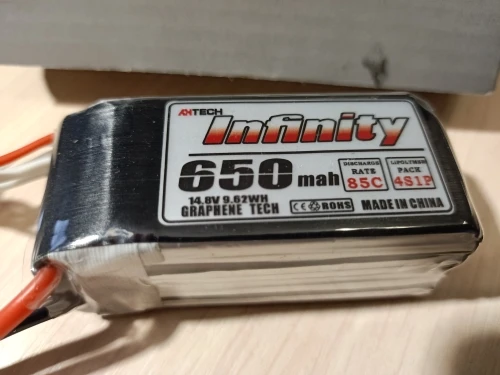 AHTECH
Infinity
650 mah
DISCHARGE RATE 85C
LIPOLYMER PACK 4S1P
14.8V 9.62WH
GRAPHENE TECH
CE ROHS
MADE IN CHINA